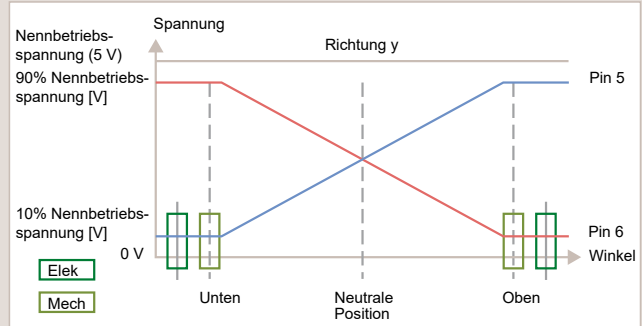 Spannung
Nennbetriebs-
spannung (5 V)
Richtung y
90% Nennbetriebs-
spannung [V]
Pin 5
10% Nennbetriebs-
spannung [V]
Pin 6
0 V
Winkel
Elek
Mech
Unten
Neutrale
Position
Oben